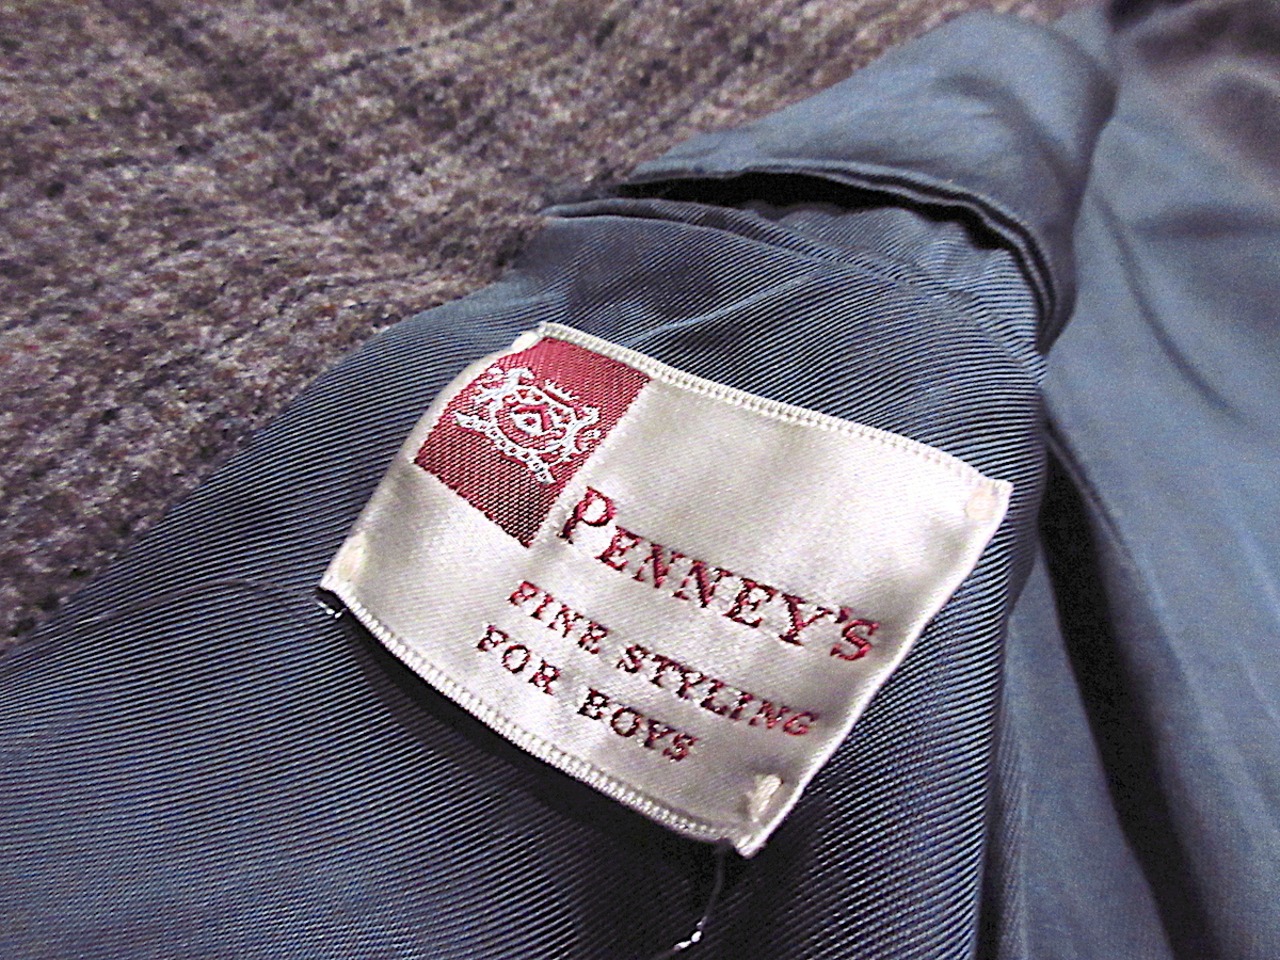 PENNEY'S
FINE STYLING
FOR BOYS